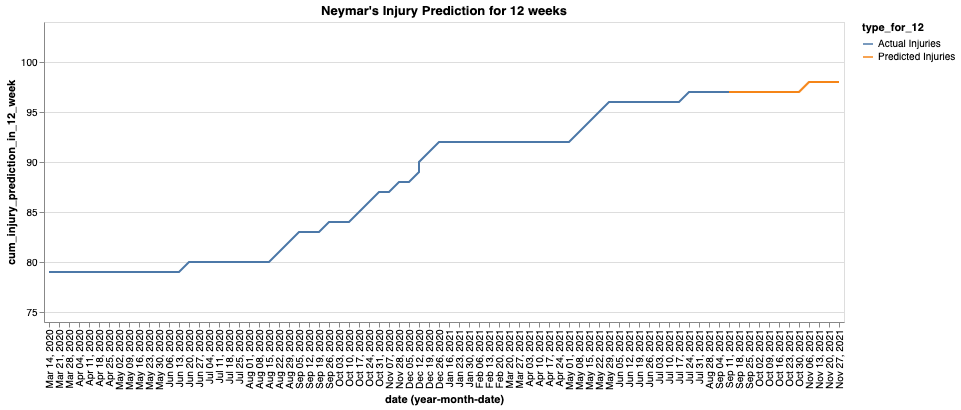 Neymar's Injury Prediction for 12 weeks
type_for_12
Actual Injuries
Predicted Injuries
cum_injury_prediction_in_12_week
100
95
90
85
80
75
Mar 14, 2020
Mar 21, 2020
Mar 28, 2020
Apr 04, 2020
Apr 11, 2020
Apr 18, 2020
Apr 25, 2020
May 02, 2020
May 09, 2020
May 16, 2020
May 23, 2020
May 30, 2020
Jun 06, 2020
Jun 13, 2020
Jun 20, 2020
Jun 27, 2020
Jul 04, 2020
Jul 11, 2020
Jul 18, 2020
Jul 25, 2020
Aug 01, 2020
Aug 08, 2020
Aug 15, 2020
Aug 22, 2020
Aug 29, 2020
Sep 05, 2020
Sep 12, 2020
Sep 19, 2020
Sep 26, 2020
Oct 03, 2020
Oct 10, 2020
Oct 17, 2020
Oct 24, 2020
Oct 31, 2020
Nov 07, 2020
Nov 28, 2020
Dec 05, 2020
Dec 12, 2020
Dec 19, 2020
Dec 26, 2020
Jan 16, 2021
Jan 23, 2021
Jan 30, 2021
Feb 06, 2021
Feb 13, 2021
Feb 20, 2021
Mar 20, 2021
Mar 27, 2021
Apr 03, 2021
Apr 10, 2021
Apr 17, 2021
Apr 24, 2021
May 01, 2021
May 08, 2021
May 15, 2021
May 22, 2021
May 29, 2021
Jun 05, 2021
Jun 12, 2021
Jun 19, 2021
Jun 26, 2021
Jul 03, 2021
Jul 10, 2021
Jul 17, 2021
Jul 24, 2021
Jul 31, 2021
Aug 28, 2021
Sep 04, 2021
Sep 11, 2021
Sep 18, 2021
Sep 25, 2021
Oct 02, 2021
Oct 09, 2021
Oct 16, 2021
Oct 23, 2021
Oct 30, 2021
Nov 06, 2021
Nov 13, 2021
Nov 20, 2021
Nov 27, 2021
date (year-month-date)